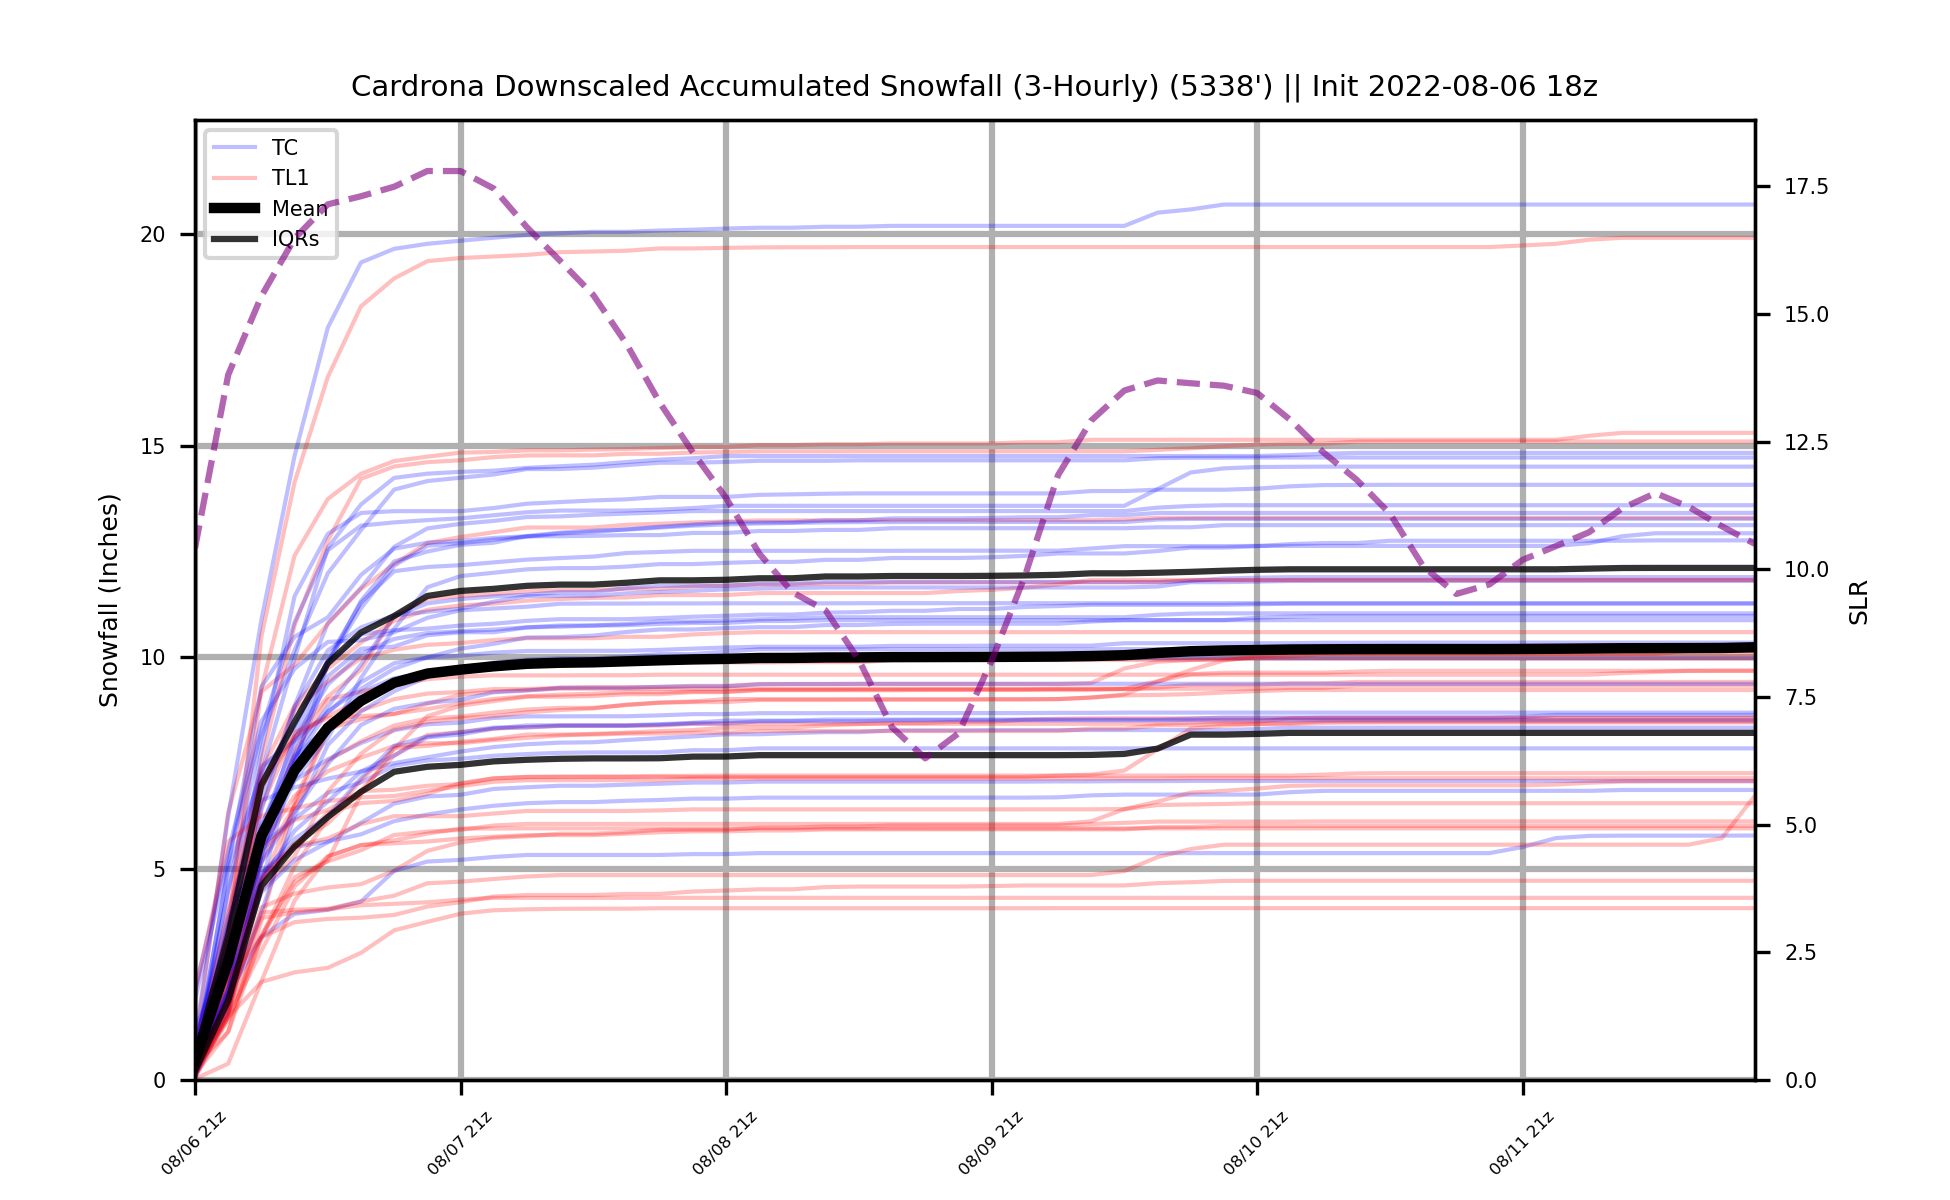 Cardrona Downscaled Accumulated Snowfall (3-Hourly) (5338') || Init 2022-08-06 18z
TC
TL1
Mean
IQRs
Snowfall (Inches)
20
15
10
5
0
17.5
15.0
12.5
10.0
7.5
5.0
2.5
0.0
SLR
08/06 21z
08/07 21z
08/08 21z
08/09 21z
08/10 21z
08/11 21z